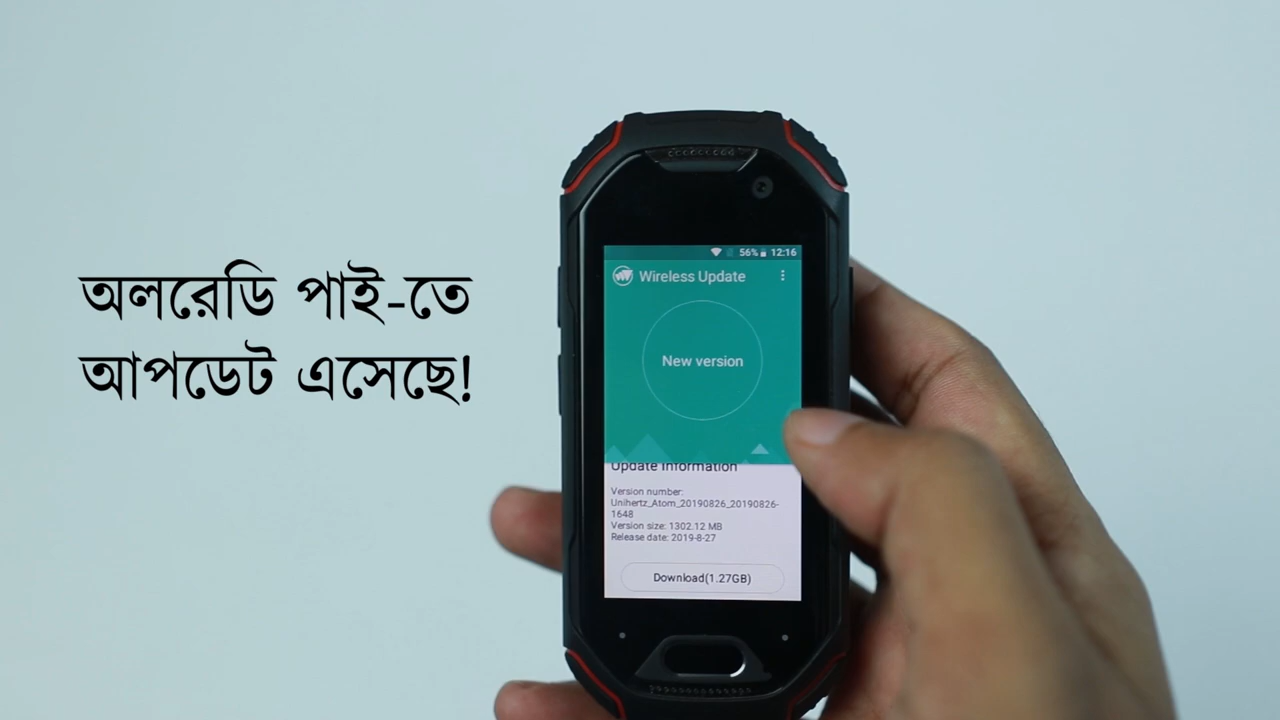 অলরেডি পাই-তে
আপডেট এসেছে!
56% 12:16
Wireless Update
New version
Update Information
Version number:
Unihertz_Atom_20190826_20190826-
1648
Version size: 1302.12 MB
Release date: 2019-8-27
Download(1.27GB)